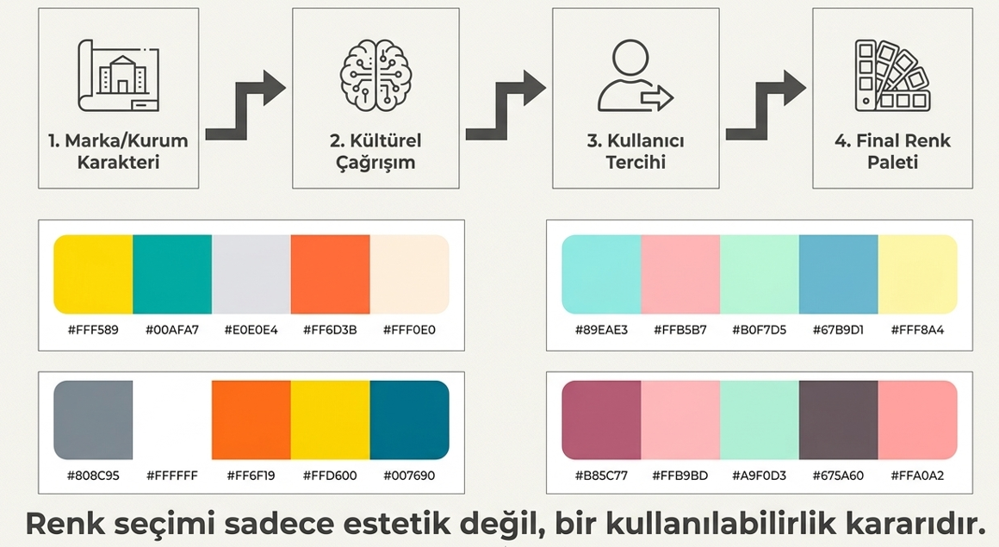 1. Marka/Kurum
Karakteri
2. Kültürel
Çağrışım
3. Kullanıcı
Tercihi
4. Final Renk
Paleti
#FFF589 #00AFA7 #E0E0E4 #FF6D3B #FFF0E0
#89EAE3 #FFB5B7 #B0F7D5 #67B9D1 #FFF8A4
#808C95 #FFFFFF #FF6F19 #FFD600 #007690
#B85C77 #FFB9BD #A9F0D3 #675A60 #FFA0A2
Renk seçimi sadece estetik değil, bir kullanılabilirlik kararıdır.